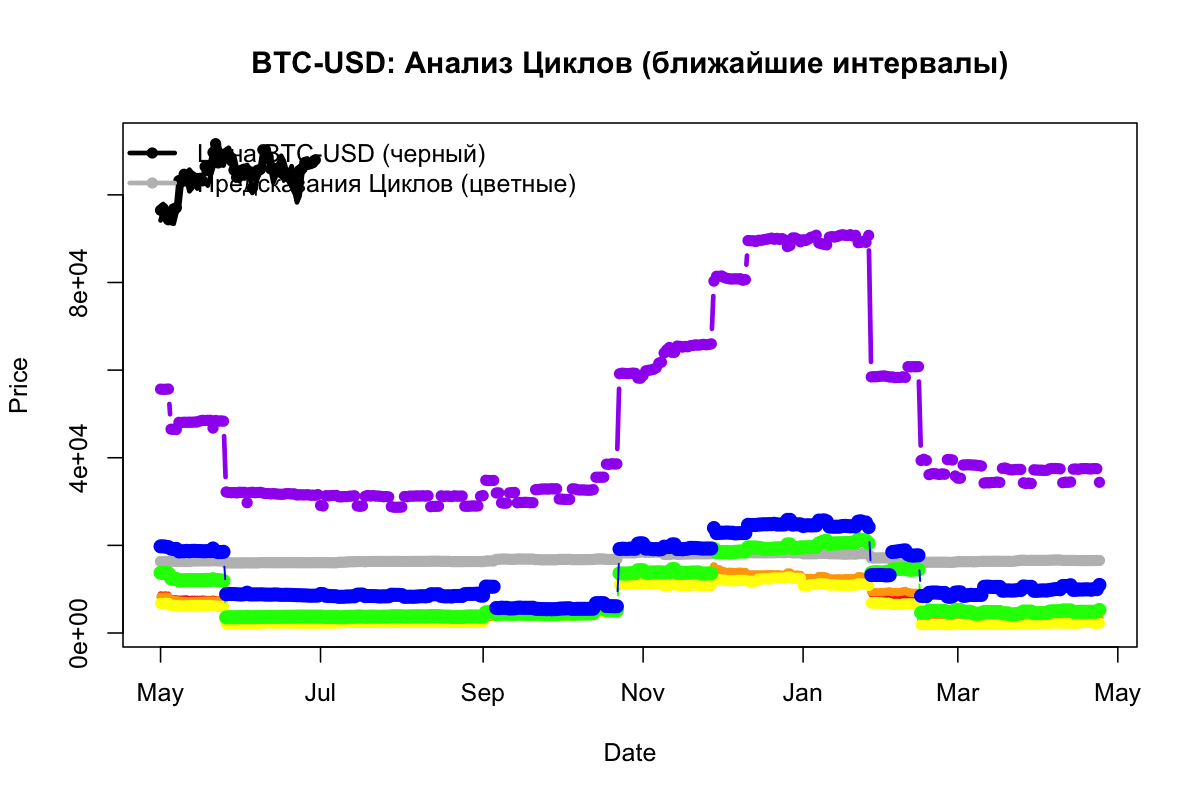 BTC-USD: Анализ Циклов (ближайшие интервалы)
Цена BTC-USD (черный)
Предсказания Циклов (цветные)
Price
8e+04
4e+04
0e+00
May Jul Sep Nov Jan Mar May
Date